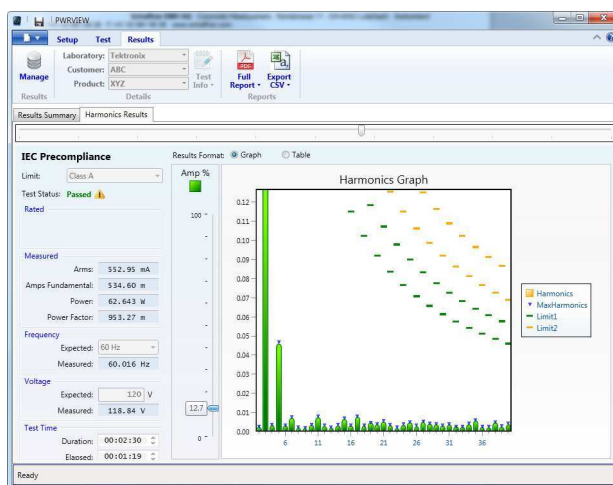 PWRVIEW
Setup Test Results
Manage
Laboratory: Tektronix
Customer: ABC
Product: XYZ
Test Info
Full Report
Export CSV
Results
Details
Reports
Results Summary
Harmonics Results
IEC Precompliance
Results Format: Graph Table
Limit: Class A
Test Status: Passed
Rated
Measured
Arms: 552.95 mA
Amps Fundamental: 534.60 m
Power: 62.643 W
Power Factor: 953.27 m
Frequency
Expected: 60 Hz
Measured: 60.016 Hz
Voltage
Expected: 120 V
Measured: 118.84 V
Test Time
Duration: 00:02:30
Elapsed: 00:01:19
Amp %
100
12.7
0
Harmonics Graph
0.12
0.11
0.10
0.09
0.08
0.07
0.06
0.05
0.04
0.03
0.02
0.01
0.00
6 11 16 21 26 31 36
Harmonics
MaxHarmonics
Limit1
Limit2
Ready